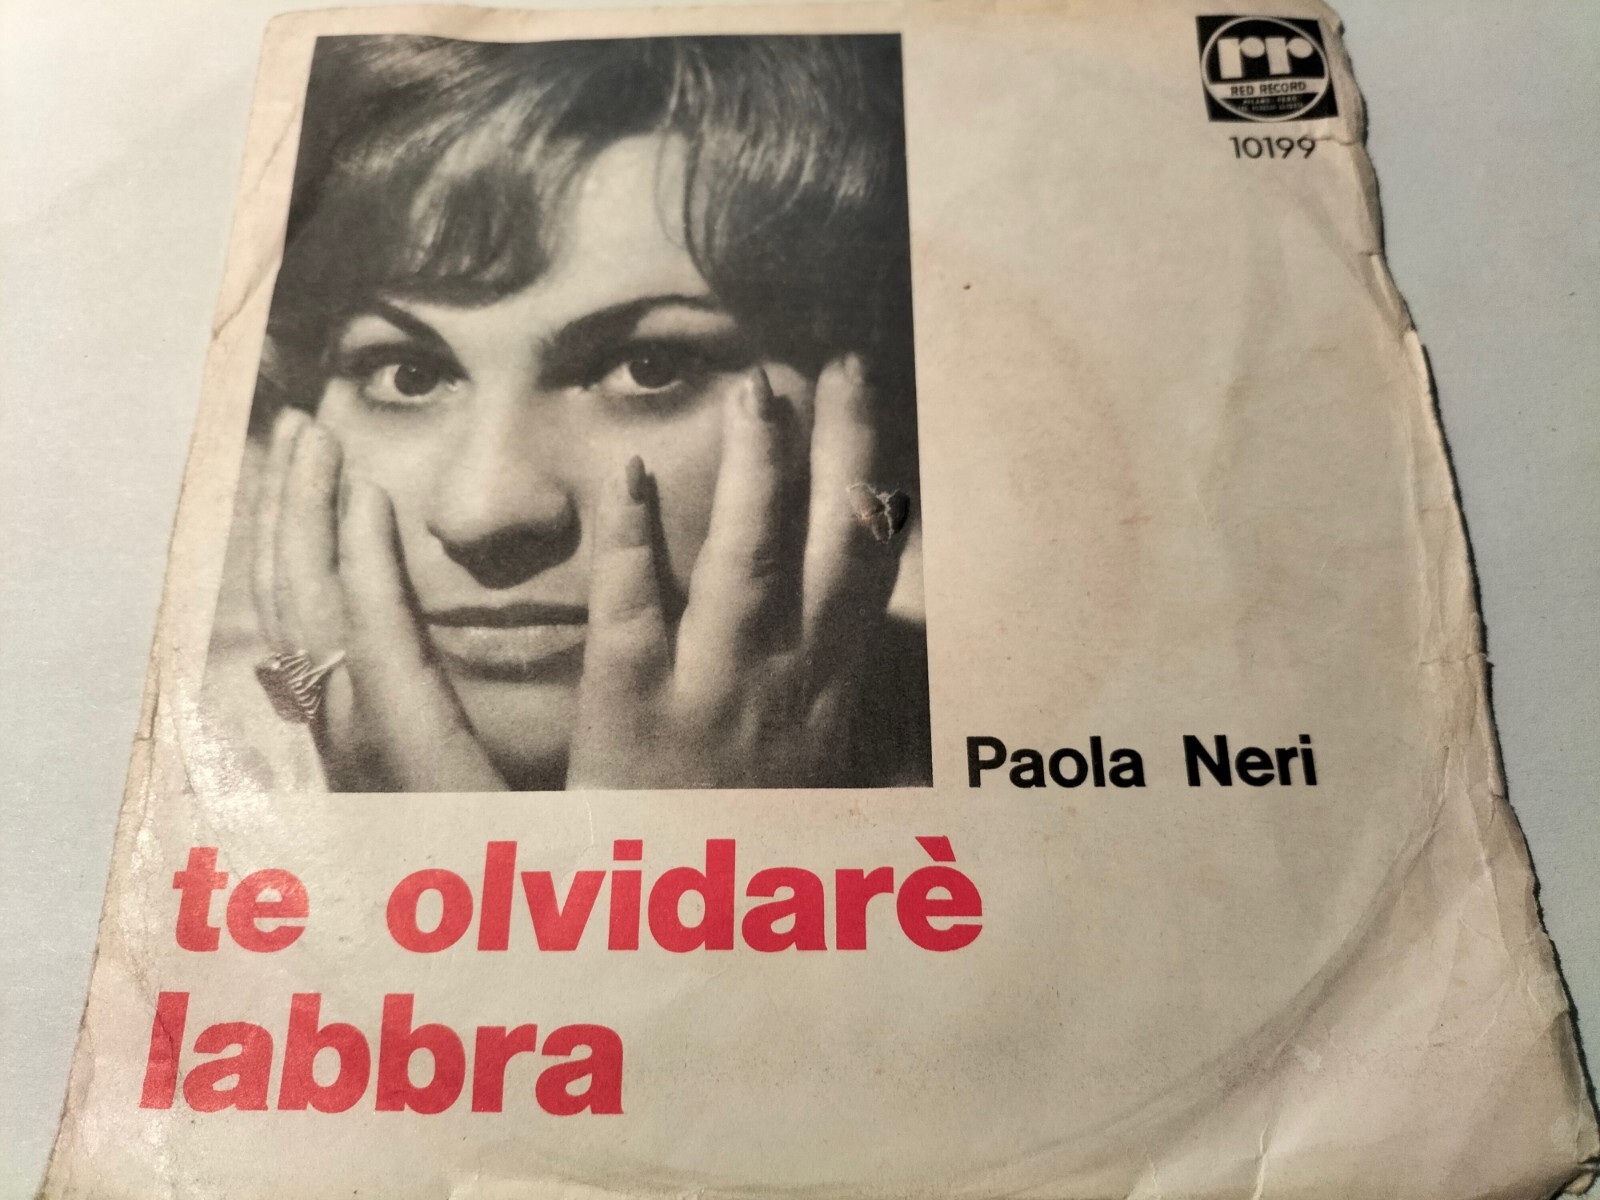 rr
RED RECORD
10199
Paola Neri
te olvidarè
labbra